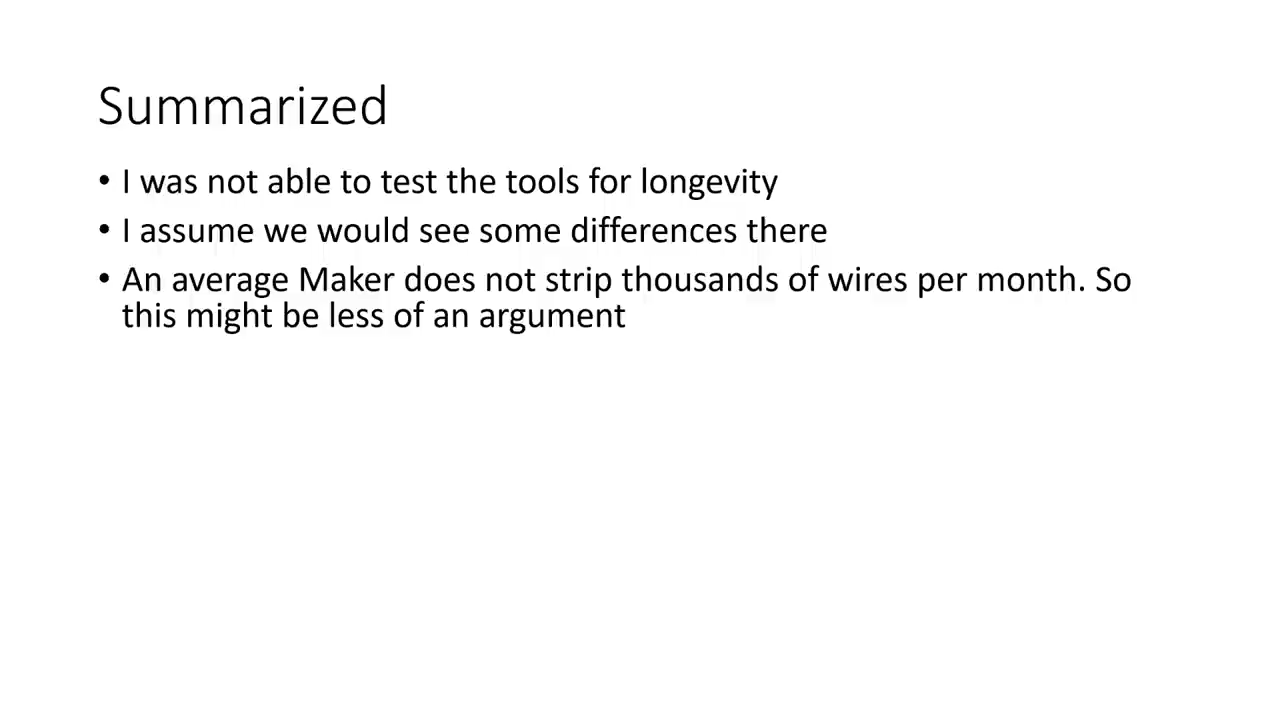 Summarized
• I was not able to test the tools for longevity
• I assume we would see some differences there
• An average Maker does not strip thousands of wires per month. So
this might be less of an argument